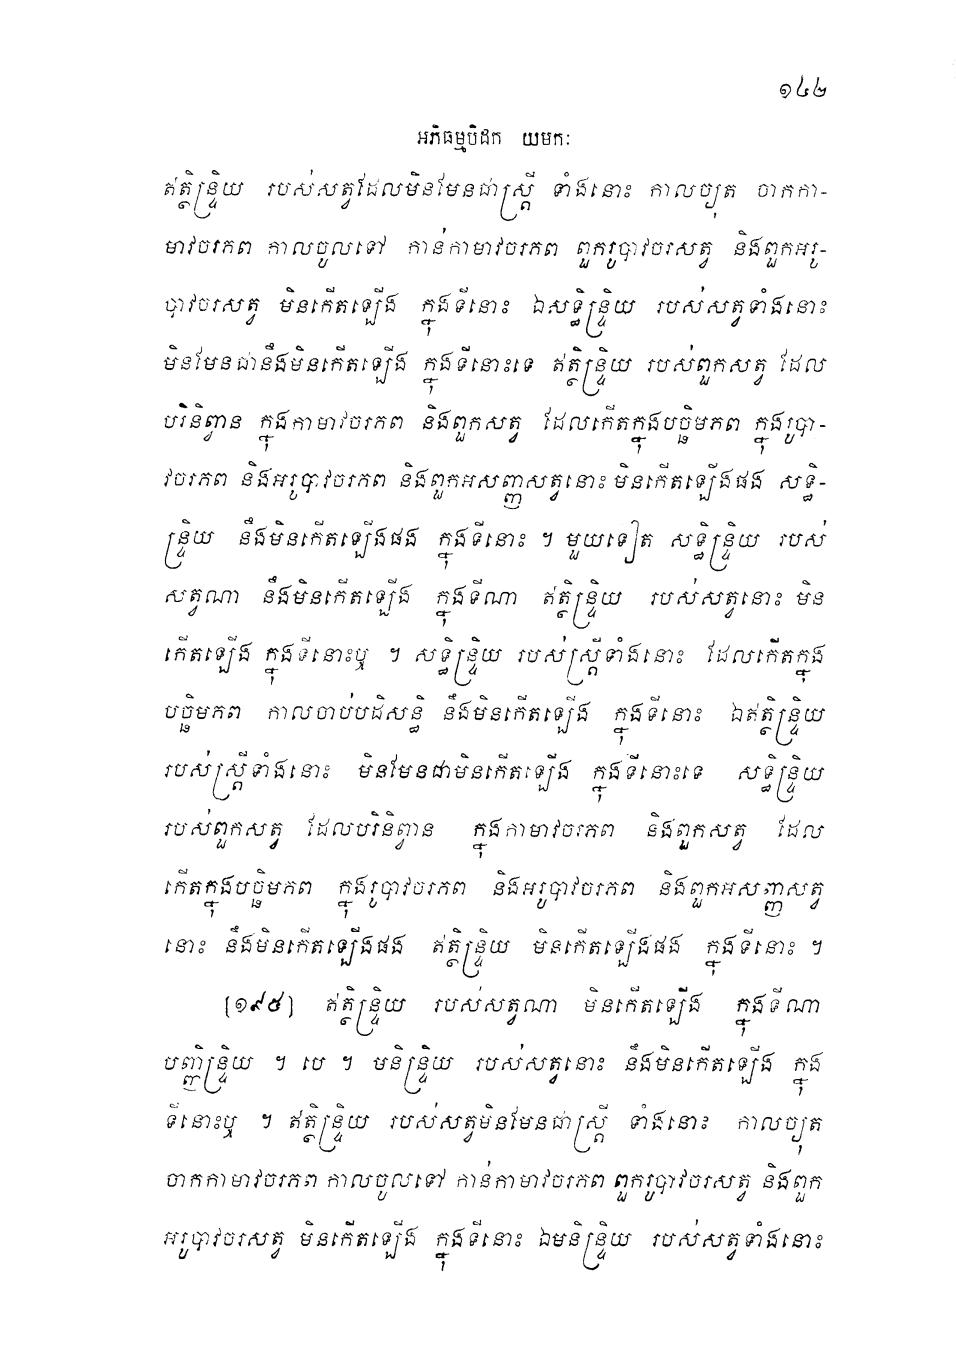 ១៤២
អភិធម្មបិដក យមកៈ
ឥត្ថិន្ទ្រិយ របស់សត្វដែលមិនមែនជាស្ត្រី ទាំងនោះ កាលច្យុត ចាកកា-
មាវចរភព កាលចូលទៅ កាន់កាមាវចរភព ពួករូបាវចរសត្វ និងពួកអរូ-
បាវចរសត្វ មិនកើតឡើង ក្នុងទីនោះ ឯសទ្ធិន្ទ្រិយ របស់សត្វទាំងនោះ
មិនមែនជានឹងមិនកើតឡើង ក្នុងទីនោះទេ ឥត្ថិន្ទ្រិយ របស់ពួកសត្វ ដែល
បរិនិព្វាន ក្នុងកាមាវចរភព និងពួកសត្វ ដែលកើតក្នុងបច្ឆិមភព ក្នុងរូបា-
វចរភព និងអរូបាវចរភព និងពួកអសញ្ញសត្វនោះ មិនកើតឡើងផង សទ្ធិ-
ន្ទ្រិយ នឹងមិនកើតឡើងផង ក្នុងទីនោះ ។ មួយទៀត សទ្ធិន្ទ្រិយ របស់
សត្វណា នឹងមិនកើតឡើង ក្នុងទីណា ឥត្ថិន្ទ្រិយ របស់សត្វនោះ មិន
កើតឡើង ក្នុងទីនោះឬ ។ សទ្ធិន្ទ្រិយ របស់ស្ត្រីទាំងនោះ ដែលកើតក្នុង
បច្ឆិមភព កាលចាប់បដិសន្ធិ នឹងមិនកើតឡើង ក្នុងទីនោះ ឯឥត្ថិន្ទ្រិយ
របស់ស្ត្រីទាំងនោះ មិនមែនជាមិនកើតឡើង ក្នុងទីនោះទេ សទ្ធិន្ទ្រិយ
របស់ពួកសត្វ ដែលបរិនិព្វាន ក្នុងកាមាវចរភព និងពួកសត្វ ដែល
កើតក្នុងបច្ឆិមភព ក្នុងរូបាវចរភព និងអរូបាវចរភព និងពួកអសញ្ញសត្វ
នោះ នឹងមិនកើតឡើងផង ឥត្ថិន្ទ្រិយ មិនកើតឡើងផង ក្នុងទីនោះ ។
[១៩៥] ឥត្ថិន្ទ្រិយ របស់សត្វណា មិនកើតឡើង ក្នុងទីណា
បញ្ញិន្ទ្រិយ ។ បេ ។ មនិន្ទ្រិយ របស់សត្វនោះ នឹងមិនកើតឡើង ក្នុង
ទីនោះឬ ។ ឥត្ថិន្ទ្រិយ របស់សត្វមិនមែនជាស្ត្រី ទាំងនោះ កាលច្យុត
ចាកកាមាវចរភព កាលចូលទៅ កាន់កាមាវចរភព ពួករូបាវចរសត្វ និងពួក
អរូបាវចរសត្វ មិនកើតឡើង ក្នុងទីនោះ ឯមនិន្ទ្រិយ របស់សត្វទាំងនោះ